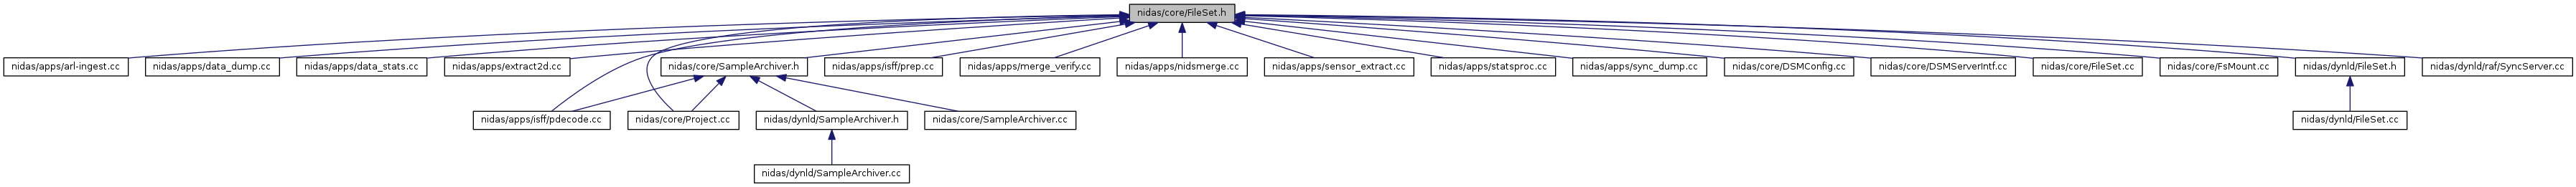 nidas/core/FileSet.h
nidas/apps/arl-ingest.cc
nidas/apps/data_dump.cc
nidas/apps/data_stats.cc
nidas/apps/extract2d.cc
nidas/core/SampleArchiver.h
nidas/apps/isff/prep.cc
nidas/apps/merge_verify.cc
nidas/apps/nidsmerge.cc
nidas/apps/sensor_extract.cc
nidas/apps/statsproc.cc
nidas/apps/sync_dump.cc
nidas/core/DSMConfig.cc
nidas/core/DSMServerIntf.cc
nidas/core/FileSet.cc
nidas/core/FsMount.cc
nidas/dynld/FileSet.h
nidas/dynld/raf/SyncServer.cc
nidas/apps/isff/pdecode.cc
nidas/core/Project.cc
nidas/dynld/SampleArchiver.h
nidas/core/SampleArchiver.cc
nidas/dynld/FileSet.cc
nidas/dynld/SampleArchiver.cc